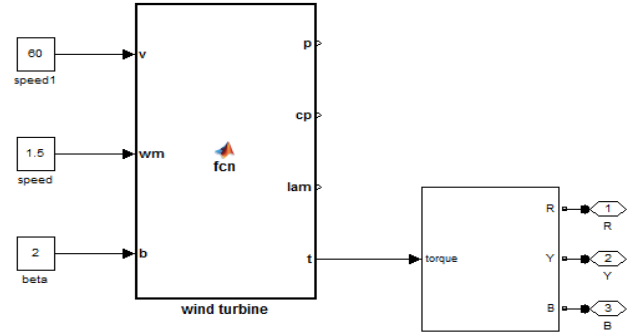 60
speed1
1.5
speed
2
beta
v
wm
b
fcn
p
cp
lam
t
wind turbine
torque
R
Y
B
1
R
2
Y
3
B